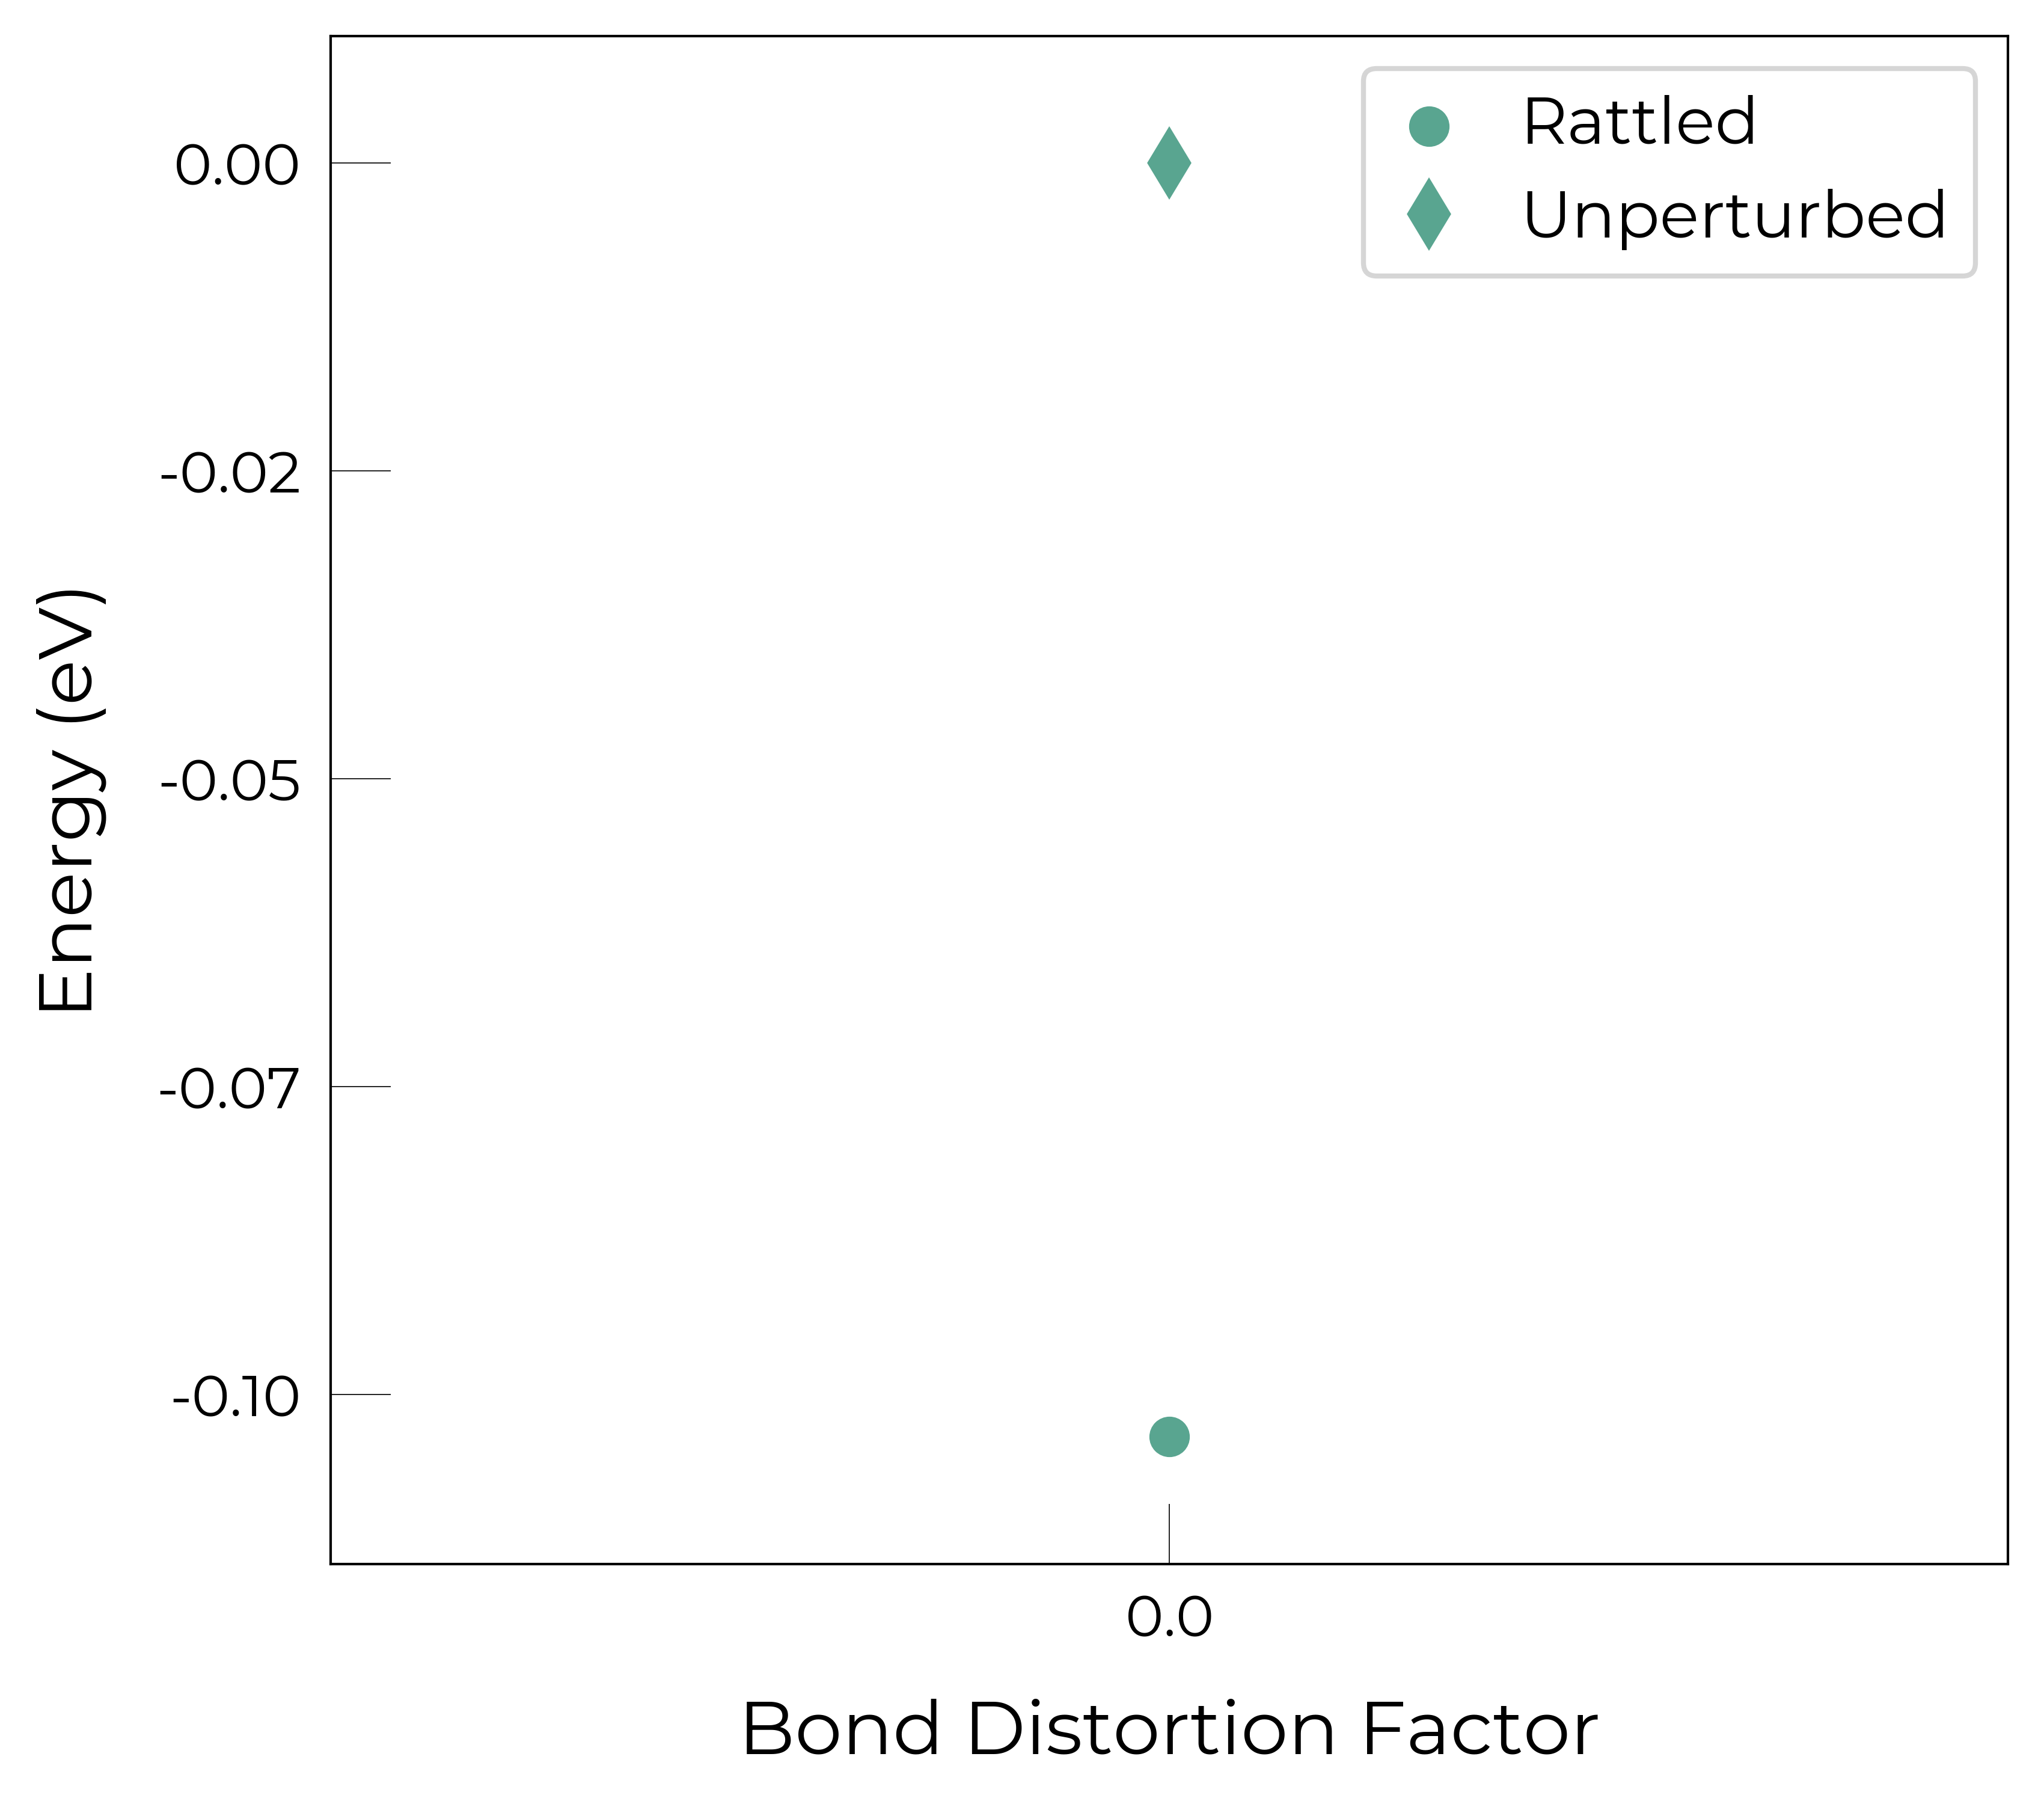 Rattled
Unperturbed
0.00
-0.02
-0.05
-0.07
-0.10
Energy (eV)
0.0
Bond Distortion Factor